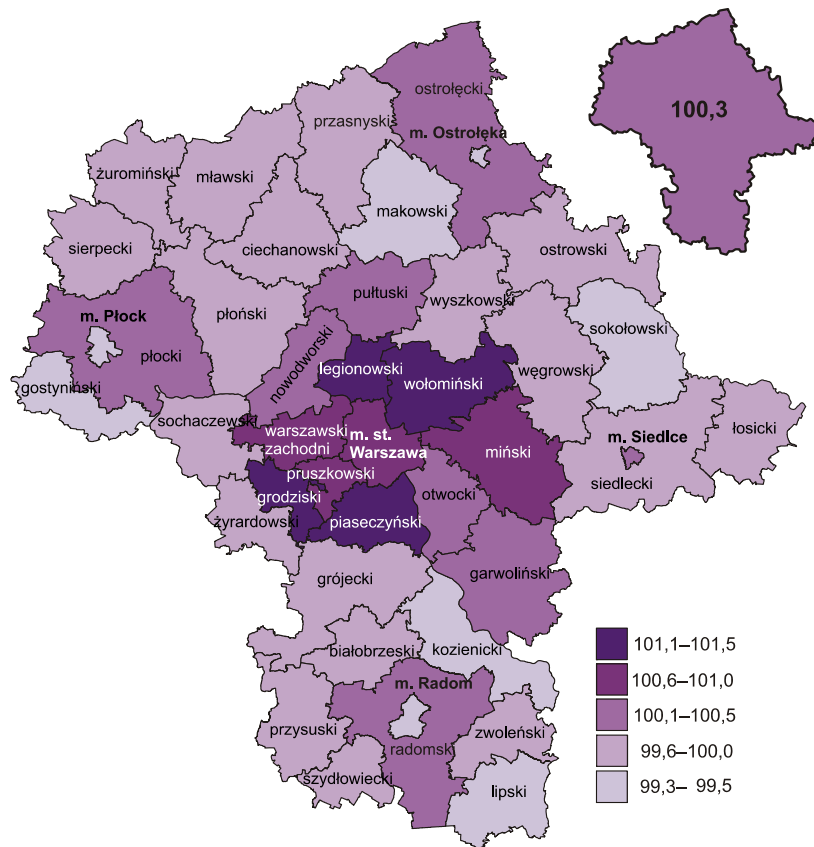 ostrołęcki
100,3
przasnyski
m. Ostrołęka
żuromiński
mławski
makowski
sierpecki
ciechanowski
ostrowski
pułtuski
wyszkowski
m. Płock
płoński
sokołowski
płocki
nowodworski
legionowski
wołomiński
węgrowski
gostyniński
sochaczewski
warszawski
zachodni
m. st.
Warszawa
miński
m. Siedlce
łosicki
pruszkowski
siedlecki
grodziski
otwocki
żyrardowski
piaseczyński
grójecki
garwoliński
białobrzeski
kozienicki
101,1–101,5
m. Radom
100,6–101,0
przysuski
zwoleński
100,1–100,5
radomski
99,6–100,0
szydłowiecki
lipski
99,3– 99,5